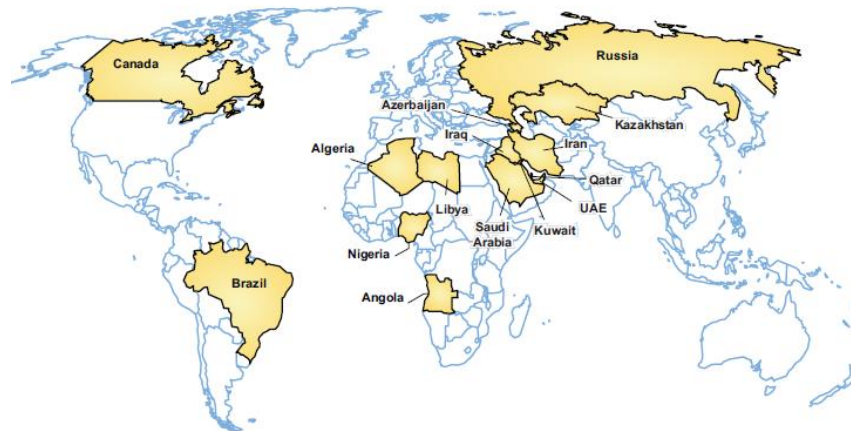 Canada
Russia
Azerbaijan
Kazakhstan
Iraq
Iran
Algeria
Qatar
Libya
UAE
Saudi
Arabia
Kuwait
Nigeria
Brazil
Angola